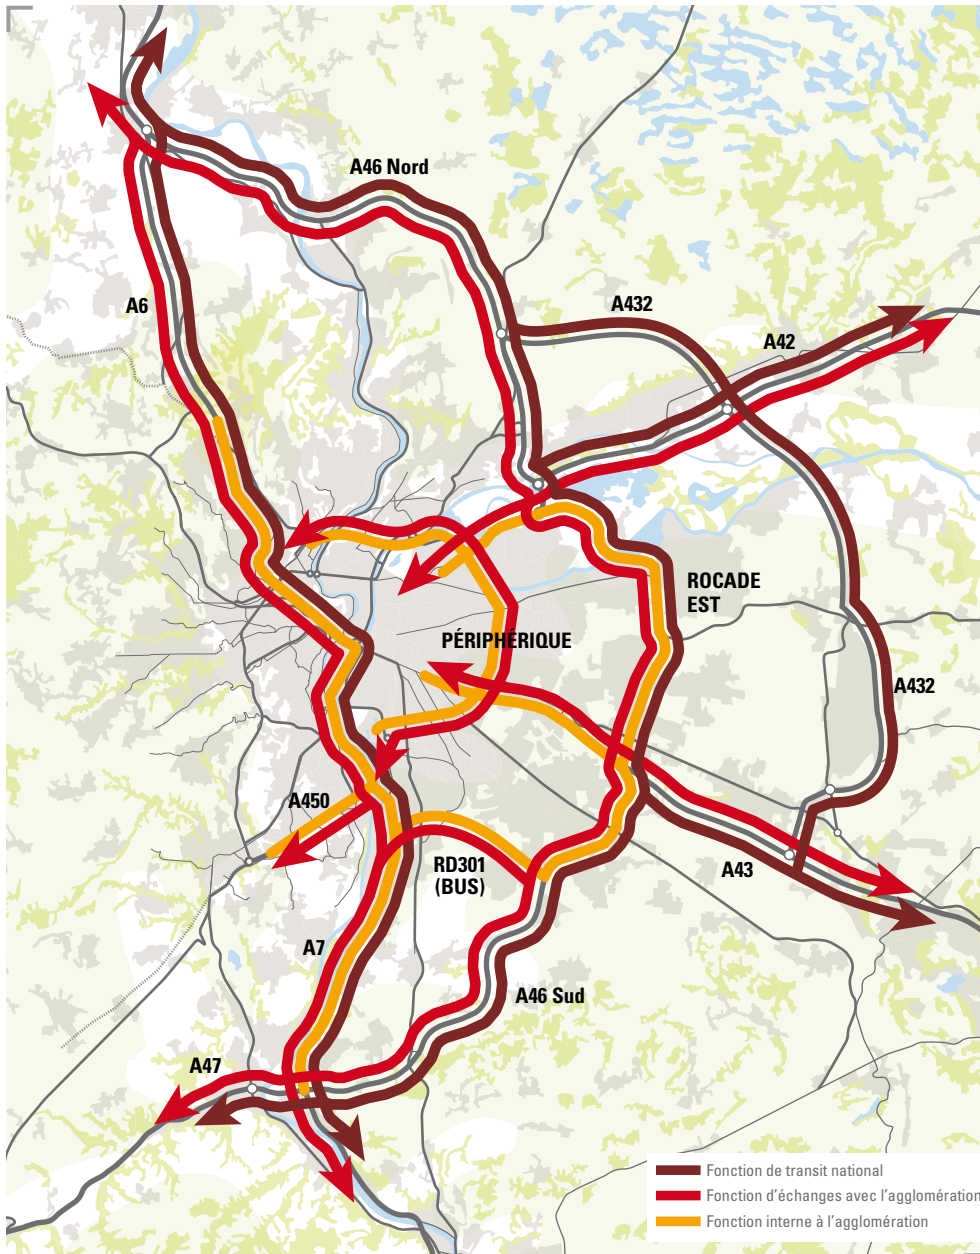 A46 Nord
A6
A432
A42
ROCADE
EST
PÉRIPHÉRIQUE
A432
A450
A43
RD301
(BUS)
A7
A46 Sud
A47
Fonction de transit national
Fonction d'échanges avec l'agglomération
Fonction interne à l'agglomération